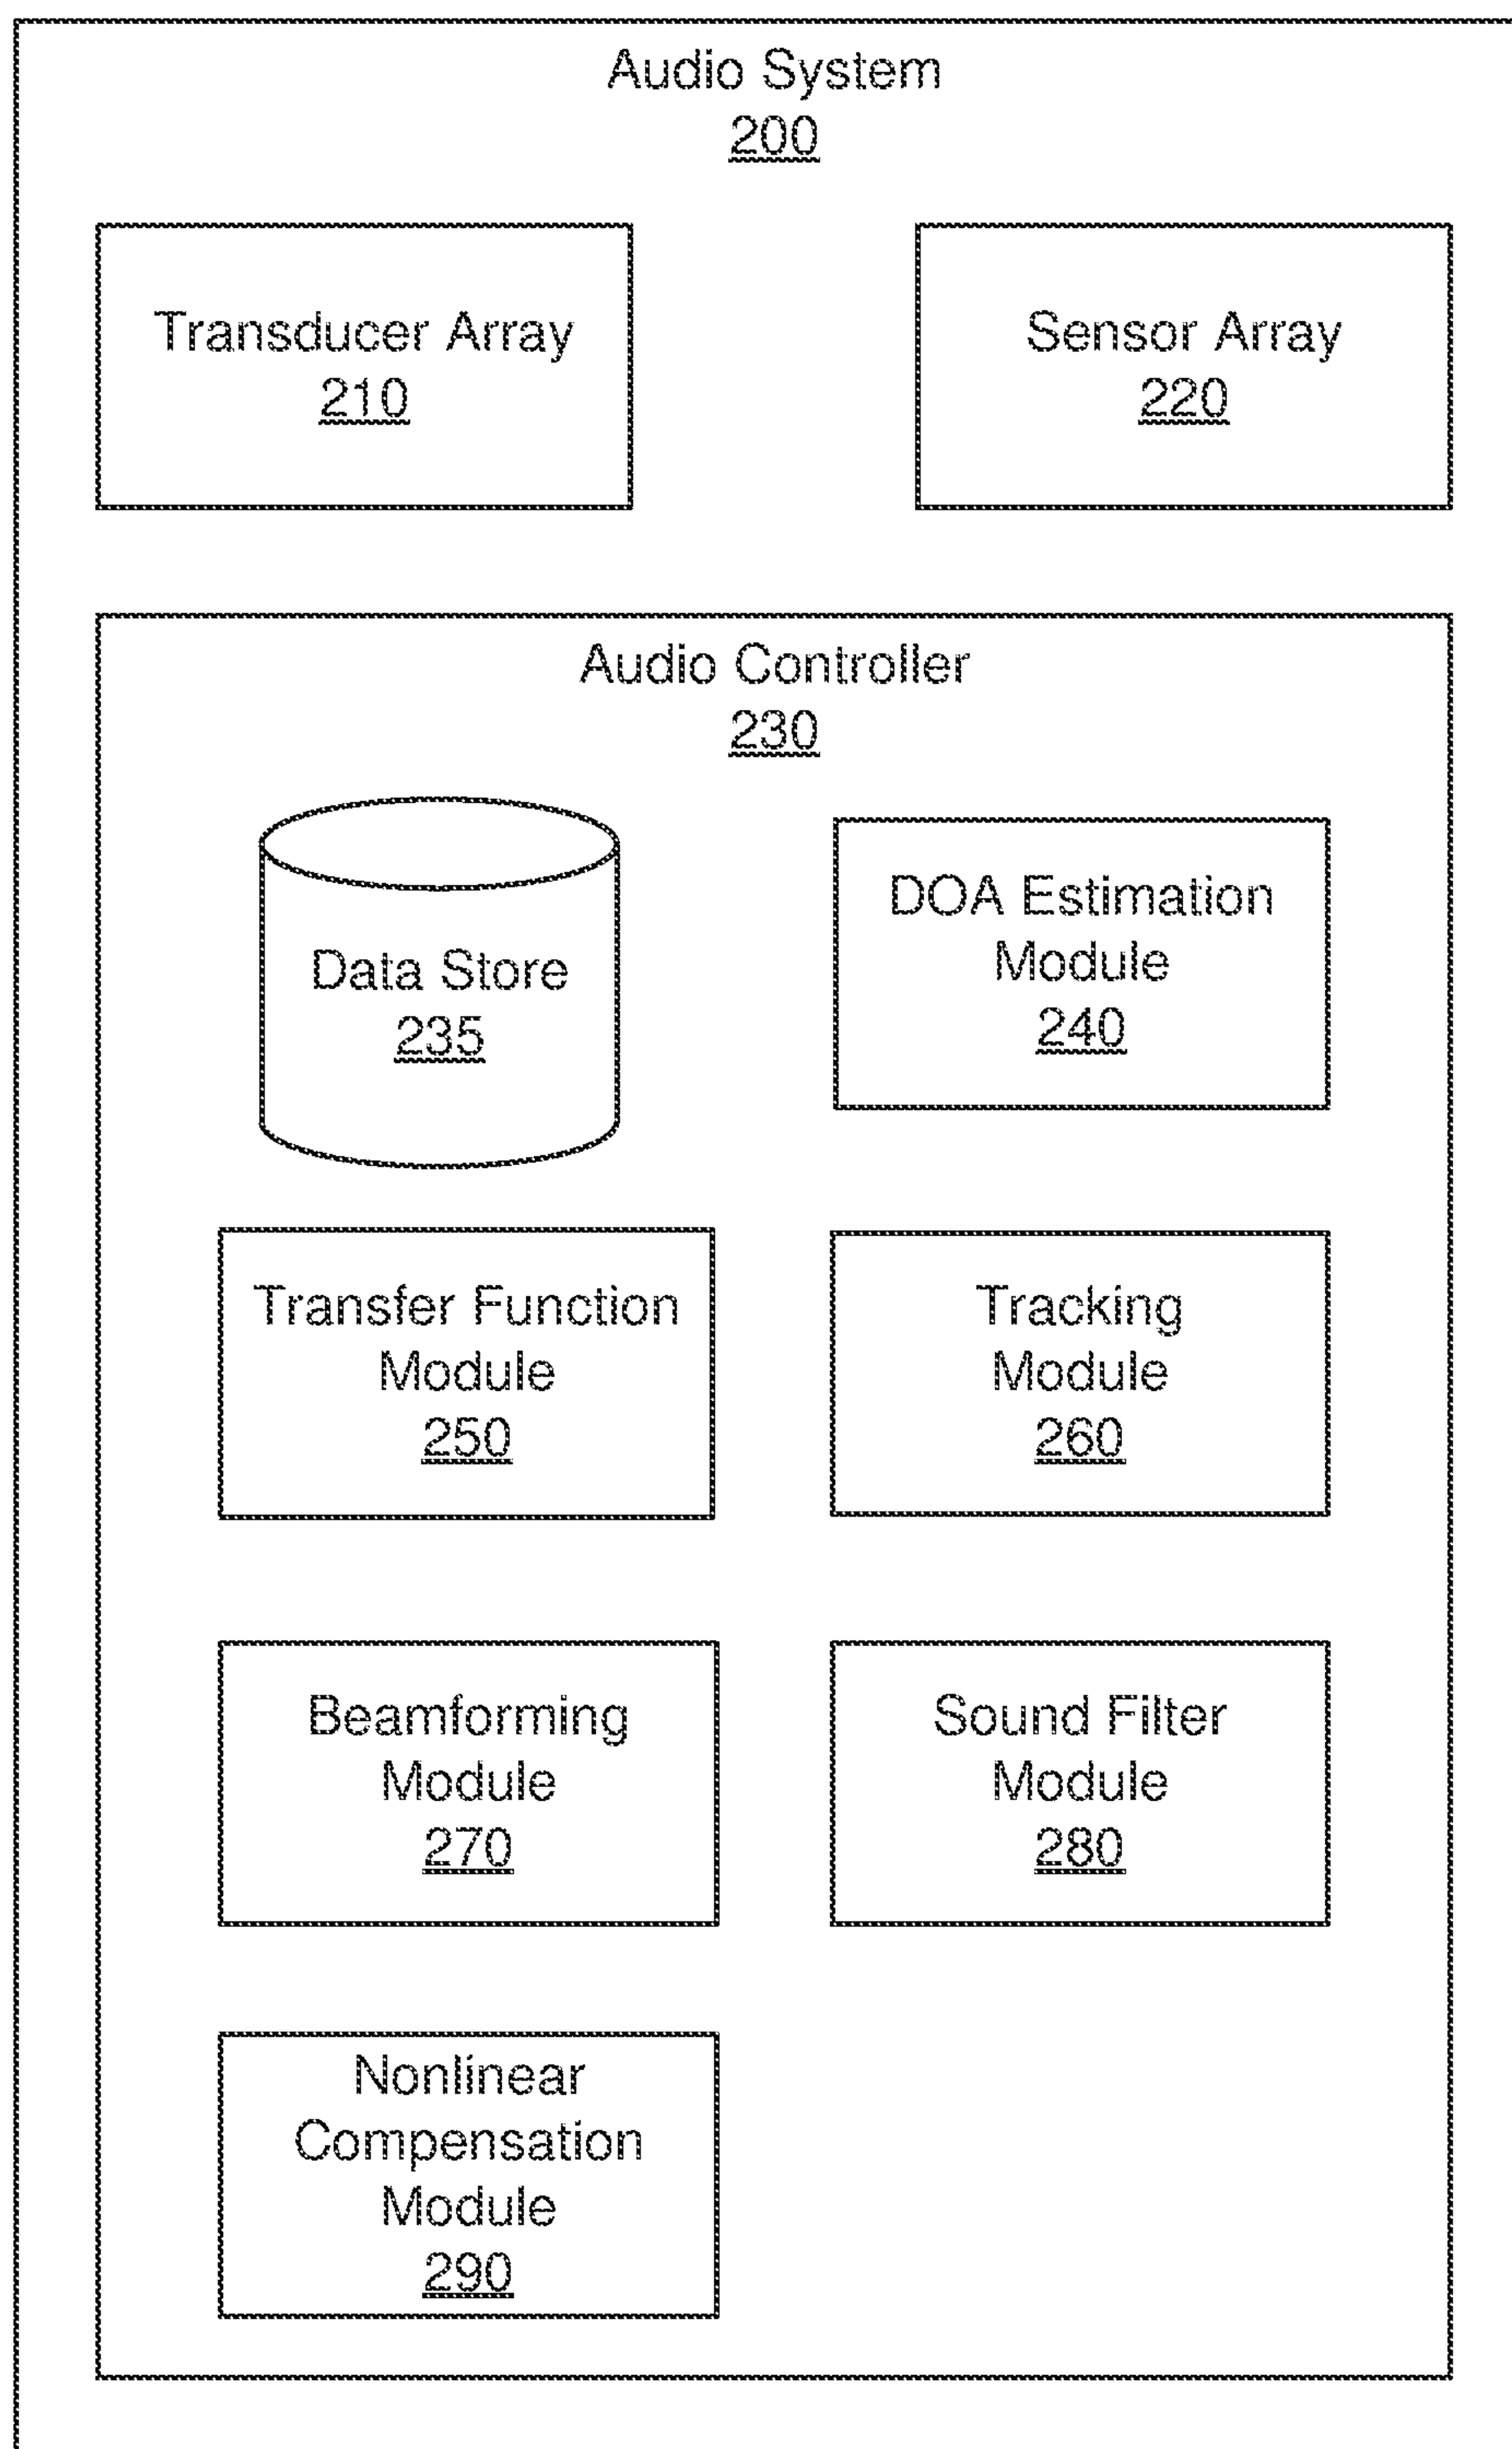 Audio System
200
Transducer Array
210
Sensor Array
220
Audio Controller
230
Data Store
235
DOA Estimation
Module
240
Transfer Function
Module
250
Tracking
Module
260
Beamforming
Module
270
Sound Filter
Module
280
Nonlinear
Compensation
Module
290